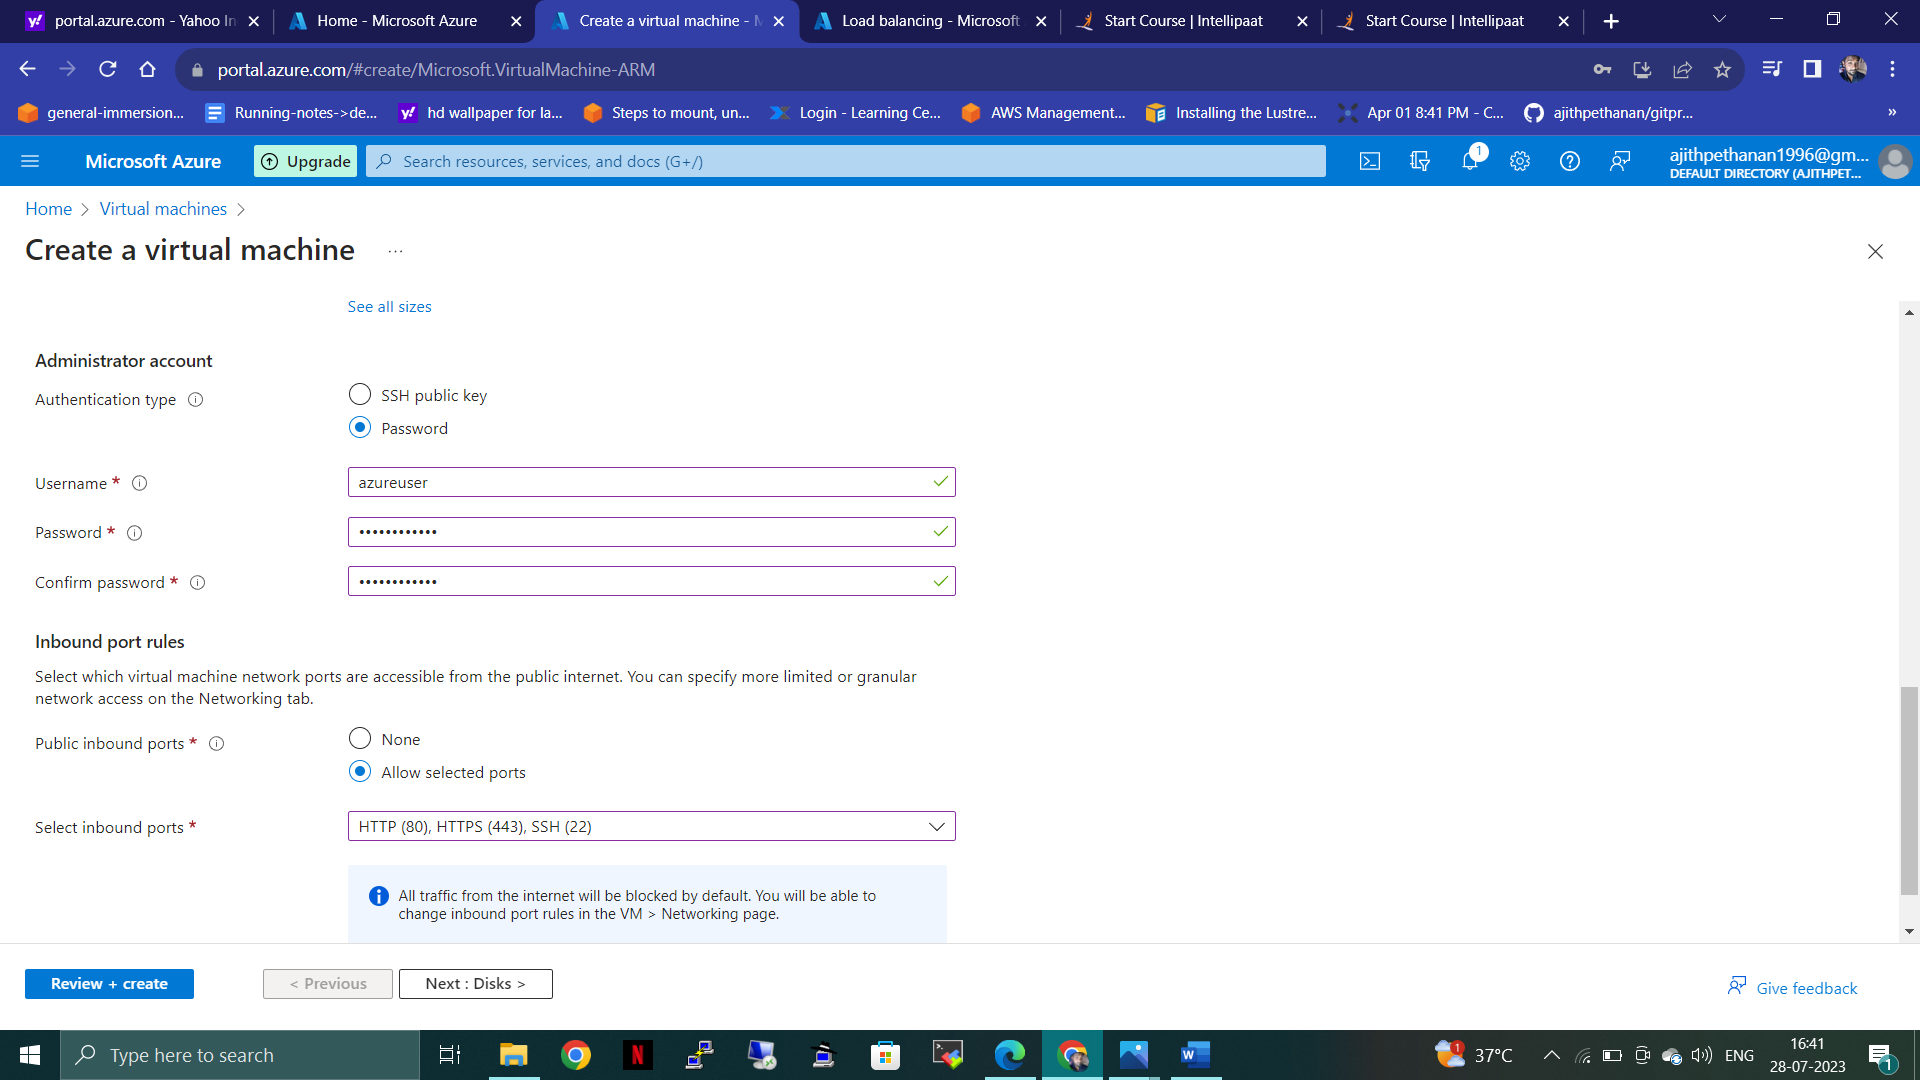 portal.azure.com - Yahoo In
Home - Microsoft Azure
Create a virtual machine - M
Load balancing - Microsoft
Start Course | Intellipaat
Start Course | Intellipaat
portal.azure.com/#create/Microsoft.VirtualMachine-ARM
general-immersion...
Running-notes->de...
hd wallpaper for la...
Steps to mount, un...
Login - Learning Ce...
AWS Management...
Installing the Lustre...
Apr 01 8:41 PM - C...
ajithpethanan/gitpr...
»
Microsoft Azure
Upgrade
Search resources, services, and docs (G+/)
1
ajithpethanan1996@gm...
DEFAULT DIRECTORY (AJITHPET...
Home > Virtual machines >
Create a virtual machine ...
See all sizes
Administrator account
Authentication type
SSH public key
Password
Username *
azureuser
Password *
••••••••••••
Confirm password *
••••••••••••
Inbound port rules
Select which virtual machine network ports are accessible from the public internet. You can specify more limited or granular
network access on the Networking tab.
Public inbound ports *
None
Allow selected ports
Select inbound ports *
HTTP (80), HTTPS (443), SSH (22)
All traffic from the internet will be blocked by default. You will be able to
change inbound port rules in the VM > Networking page.
Review + create
< Previous
Next : Disks >
Give feedback
Type here to search
1
37°C
ENG
16:41
28-07-2023
1